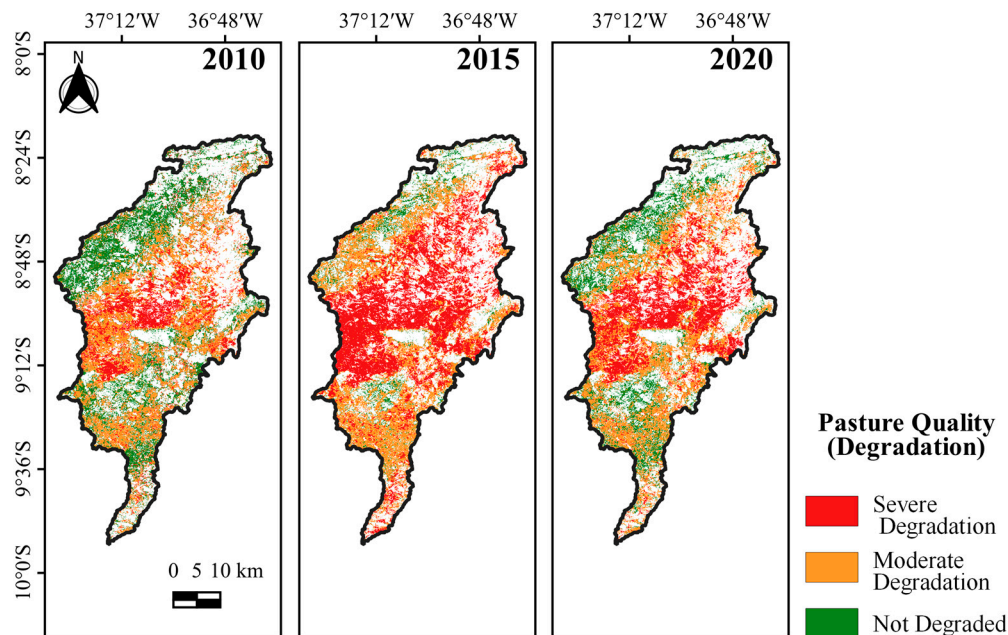 37°12'W 36°48'W 37°12'W 36°48'W 37°12'W 36°48'W
8°0'S
2010
2015
2020
N
8°24'S
8°48'S
9°12'S
9°36'S
10°0'S
0 5 10 km
Pasture Quality
(Degradation)
Severe
Degradation
Moderate
Degradation
Not Degraded